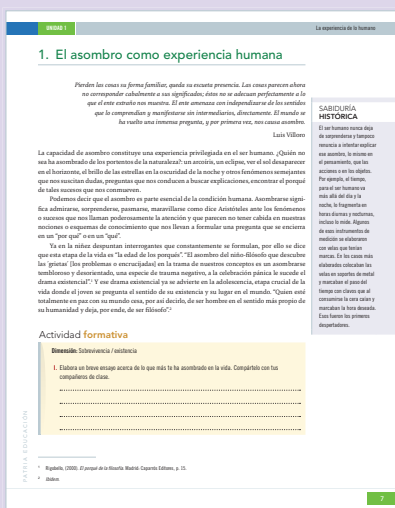 UNIDAD 1
La experiencia de lo humano
1. El asombro como experiencia humana
Pierden las cosas su forma familiar, queda su escueta presencia. Las cosas parecen ahora
no corresponder cabalmente a sus significados; éstos no se adecuan perfectamente a lo
que el ente extraño nos muestra. El ente amenaza con independizarse de los sentidos
que lo comprendían y manifestarse sin intermediarios, directamente. El mundo se
ha vuelto una inmensa pregunta, y por primera vez, nos causa asombro.
Luis Villoro
La capacidad de asombro constituye una experiencia privilegiada en el ser humano. ¿Quién no
sea ha asombrado de los portentos de la naturaleza?: un arcoíris, un eclipse, ver el sol desaparecer
en el horizonte, el brillo de las estrellas en la oscuridad de la noche y otros fenómenos semejantes
que nos suscitan dudas, preguntas que nos conducen a buscar explicaciones, encontrar el porqué
de tales sucesos que nos conmueven.
Podemos decir que el asombro es parte esencial de la condición humana. Asombrarse signi-
fica admirarse, sorprenderse, pasmarse, maravillarse como dice Aristóteles ante los fenómenos
o sucesos que nos llaman poderosamente la atención y que parecen no tener cabida en nuestras
nociones o esquemas de conocimiento que nos llevan a formular una pregunta que se encierra
en un “por qué” o en un “qué”.
Ya en la niñez despuntan interrogantes que constantemente se formulan, por ello se dice
que esta etapa de la vida es “la edad de los porqués”. “El asombro del niño-filósofo que descubre
las ‘grietas’ [los problemas o encrucijadas] en la trama de nuestros conceptos es un asombrarse
tembloroso y desorientado, una especie de trauma negativo, a la celebración pánica le sucede el
drama existencial”.¹ Y ese drama existencial ya se advierte en la adolescencia, etapa crucial de la
vida donde el joven se pregunta el sentido de su existencia y su lugar en el mundo. “Quien esté
totalmente en paz con su mundo cesa, por así decido, de ser hombre en el sentido más propio de
su humanidad y deja, por ende, de ser filósofo”.²
SABIDURÍA
HISTÓRICA
El ser humano nunca deja
de sorprenderse y tampoco
renuncia a intentar explicar
ese asombro, lo mismo en
el pensamiento, que las
acciones o en los objetos.
Por ejemplo, el tiempo,
para el ser humano va
más allá del día y la
noche, lo fragmenta en
horas diurnas y nocturnas,
incluso lo mide. Algunos
de esos instrumentos de
medición se elaboraron
con velas que tenían
marcas. En los casos más
elaborados colocaban las
velas en soportes de metal
y marcaban el paso del
tiempo con clavos que al
consumirse la cera caían y
marcaban la hora deseada.
Esos fueron los primeros
despertadores.
Actividad formativa
Dimensión: Sobrevivencia / existencia
I. Elabora un breve ensayo acerca de lo que más te ha asombrado en la vida. Compártelo con tus
compañeros de clase.
PATRIA EDUCACIÓN
¹ Rigobello, (2000). El porqué de la filosofía. Madrid: Caparrós Editores, p. 15.
² Ibidem.
7